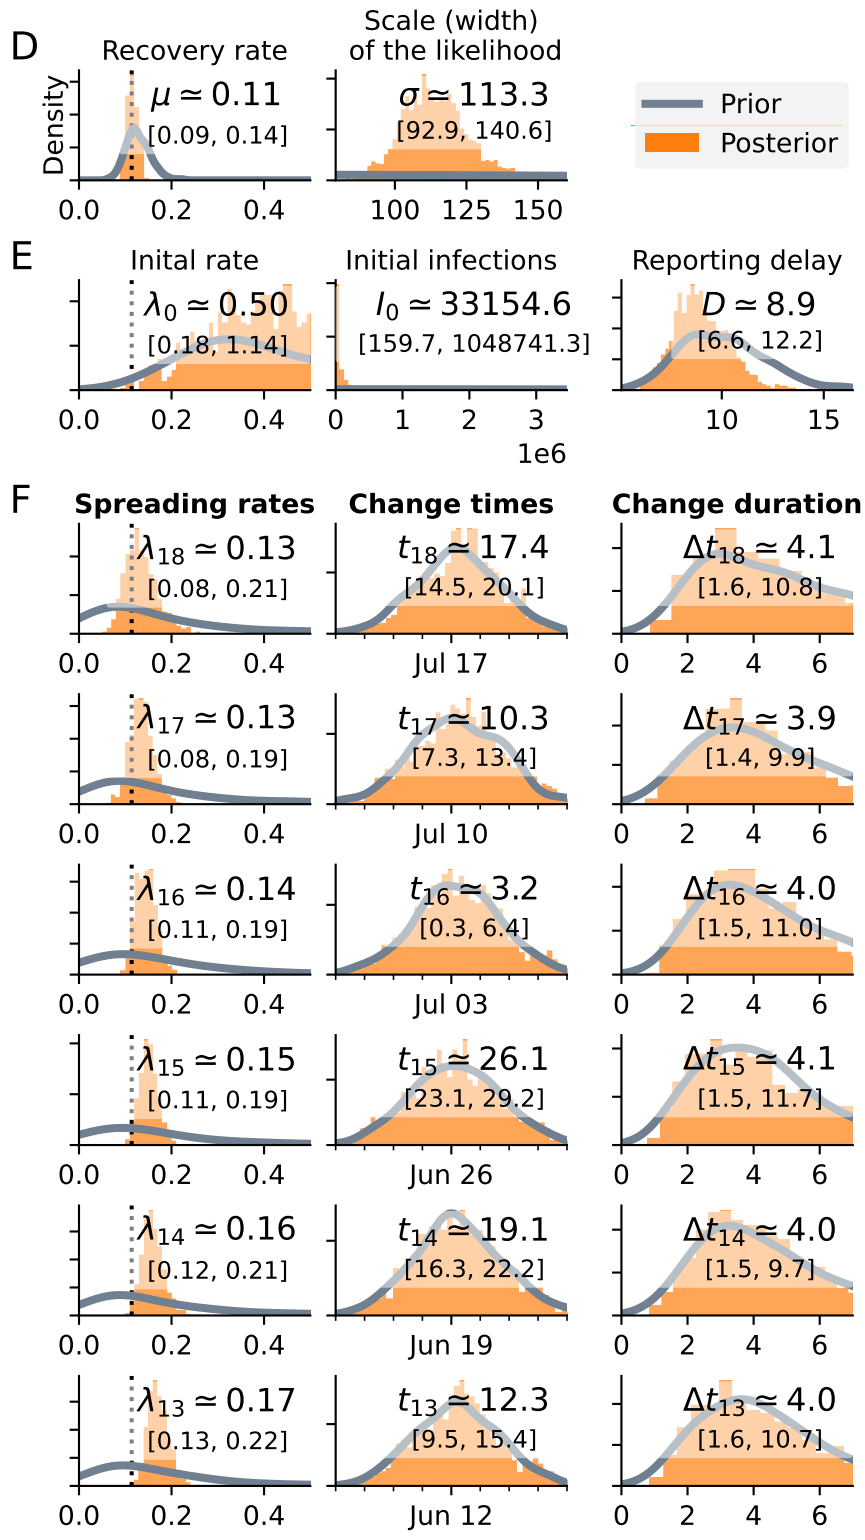 D
Recovery rate
Density
μ ≃ 0.11
[0.09, 0.14]
0.0 0.2 0.4
Scale (width)
of the likelihood
σ ≃ 113.3
[92.9, 140.6]
100 125 150
Prior
Posterior
E
Inital rate
λ0 ≃ 0.50
[0.18, 1.14]
0.0 0.2 0.4
Initial infections
I0 ≃ 33154.6
[159.7, 1048741.3]
0 1 2 3
1e6
Reporting delay
D ≃ 8.9
[6.6, 12.2]
10 15
F
Spreading rates
Change times
Change duration
λ18 ≃ 0.13
[0.08, 0.21]
0.0 0.2 0.4
t18 ≃ 17.4
[14.5, 20.1]
Jul 17
Δt18 ≃ 4.1
[1.6, 10.8]
0 2 4 6
λ17 ≃ 0.13
[0.08, 0.19]
0.0 0.2 0.4
t17 ≃ 10.3
[7.3, 13.4]
Jul 10
Δt17 ≃ 3.9
[1.4, 9.9]
0 2 4 6
λ16 ≃ 0.14
[0.11, 0.19]
0.0 0.2 0.4
t16 ≃ 3.2
[0.3, 6.4]
Jul 03
Δt16 ≃ 4.0
[1.5, 11.0]
0 2 4 6
λ15 ≃ 0.15
[0.11, 0.19]
0.0 0.2 0.4
t15 ≃ 26.1
[23.1, 29.2]
Jun 26
Δt15 ≃ 4.1
[1.5, 11.7]
0 2 4 6
λ14 ≃ 0.16
[0.12, 0.21]
0.0 0.2 0.4
t14 ≃ 19.1
[16.3, 22.2]
Jun 19
Δt14 ≃ 4.0
[1.5, 9.7]
0 2 4 6
λ13 ≃ 0.17
[0.13, 0.22]
0.0 0.2 0.4
t13 ≃ 12.3
[9.5, 15.4]
Jun 12
Δt13 ≃ 4.0
[1.6, 10.7]
0 2 4 6